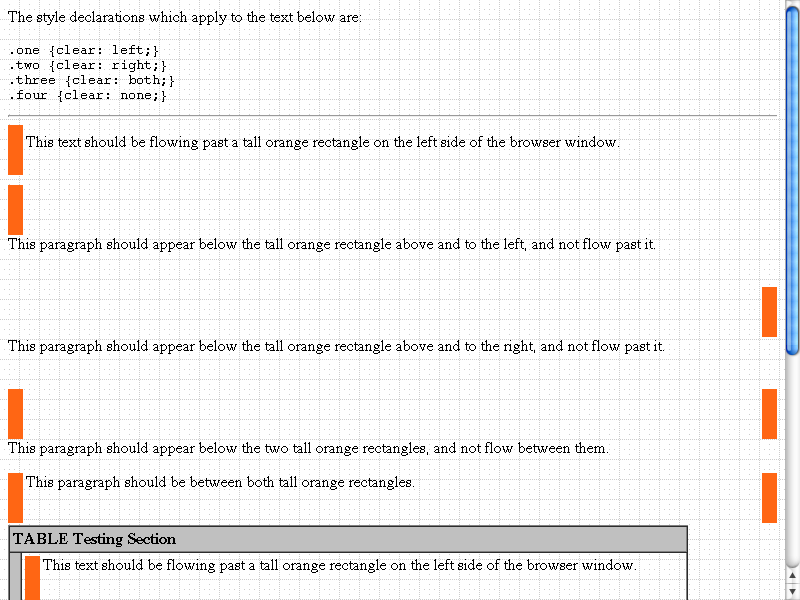 The style declarations which apply to the text below are:
.one {clear: left;}
.two {clear: right;}
.three {clear: both;}
.four {clear: none;}
This text should be flowing past a tall orange rectangle on the left side of the browser window.
This paragraph should appear below the tall orange rectangle above and to the left, and not flow past it.
This paragraph should appear below the tall orange rectangle above and to the right, and not flow past it.
This paragraph should appear below the two tall orange rectangles, and not flow between them.
This paragraph should be between both tall orange rectangles.
TABLE Testing Section
This text should be flowing past a tall orange rectangle on the left side of the browser window.